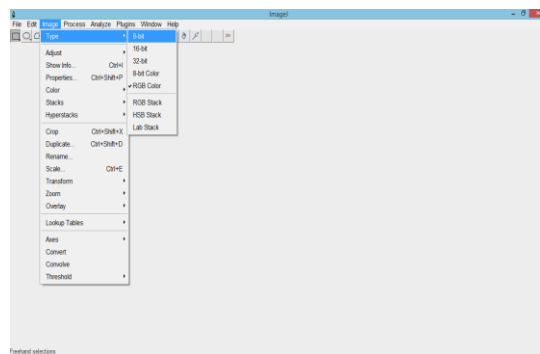 ImageJ
File Edit Image Process Analyze Plugins Window Help
Type
8-bit
16-bit
32-bit
8-bit Color
RGB Color
RGB Stack
HSB Stack
Lab Stack
Adjust
Show Info... Ctrl+I
Properties... Ctrl+Shift+P
Color
Stacks
Hyperstacks
Crop Ctrl+Shift+X
Duplicate... Ctrl+Shift+D
Rename...
Scale... Ctrl+E
Transform
Zoom
Overlay
Lookup Tables
Axes
Convert
Convolve
Threshold
Freehand selections